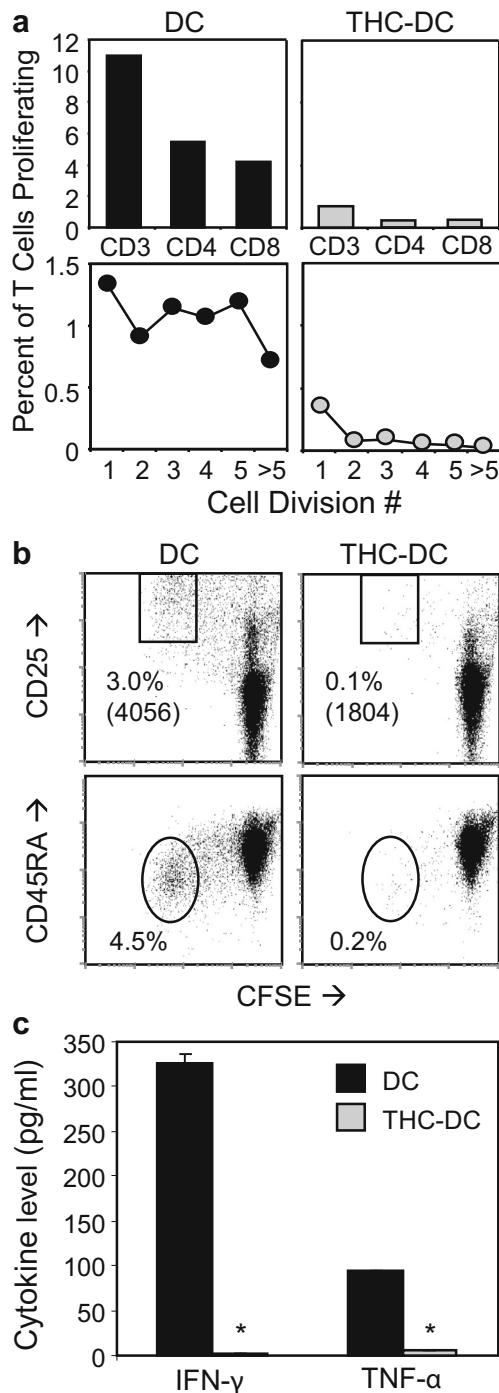 a
DC THC-DC
Percent of T Cells Proliferating
12
10
8
6
4
2
0
CD3 CD4 CD8 CD3 CD4 CD8
1.5
1
0.5
0
1 2 3 4 5 >5 1 2 3 4 5 >5
Cell Division #
b
DC THC-DC
CD25 →
3.0% 0.1%
(4056) (1804)
CD45RA →
4.5% 0.2%
CFSE →
c
Cytokine level (pg/ml)
350
300
250
200
150
100
50
0
DC
THC-DC
* *
IFN-γ TNF-α